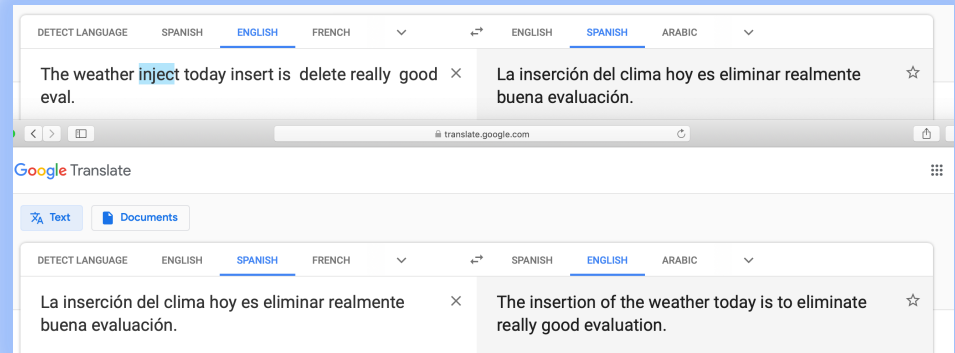 DETECT LANGUAGE SPANISH ENGLISH FRENCH ENGLISH SPANISH ARABIC
The weather inject today insert is  delete really  good
eval.
La inserción del clima hoy es eliminar realmente
buena evaluación.
translate.google.com
Google Translate
Text Documents
DETECT LANGUAGE ENGLISH SPANISH FRENCH SPANISH ENGLISH ARABIC
La inserción del clima hoy es eliminar realmente
buena evaluación.
The insertion of the weather today is to eliminate
really good evaluation.